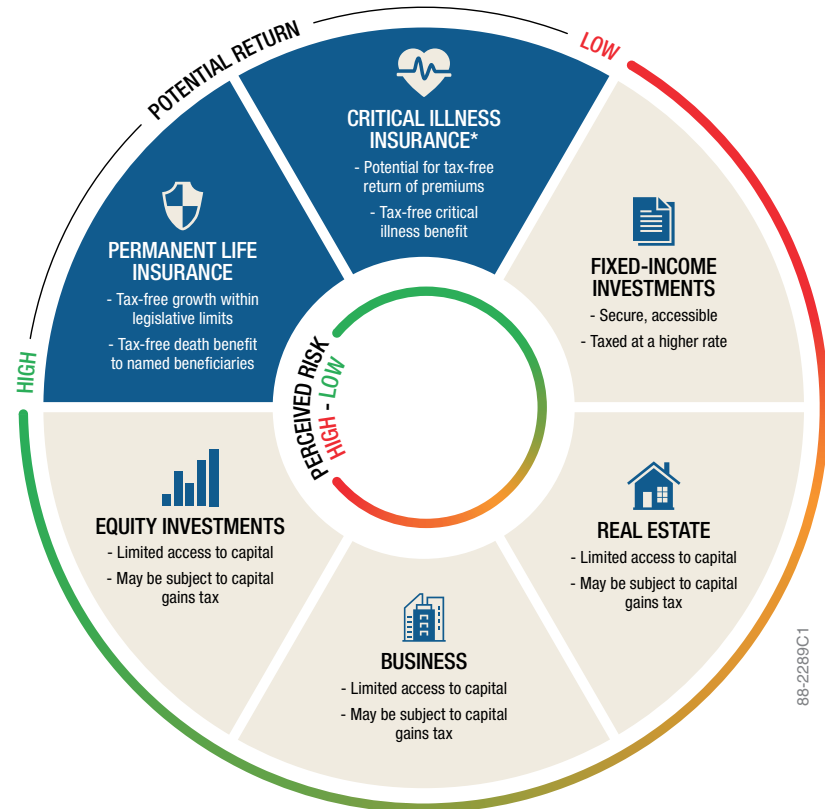 POTENTIAL RETURN
LOW
HIGH
CRITICAL ILLNESS
INSURANCE*
- Potential for tax-free
return of premiums
- Tax-free critical
illness benefit
PERMANENT LIFE
INSURANCE
- Tax-free growth within
legislative limits
- Tax-free death benefit
to named beneficiaries
FIXED-INCOME
INVESTMENTS
- Secure, accessible
- Taxed at a higher rate
PERCEIVED RISK
HIGH - LOW
EQUITY INVESTMENTS
- Limited access to capital
- May be subject to capital
gains tax
REAL ESTATE
- Limited access to capital
- May be subject to capital
gains tax
BUSINESS
- Limited access to capital
- May be subject to capital
gains tax
88-2289C1